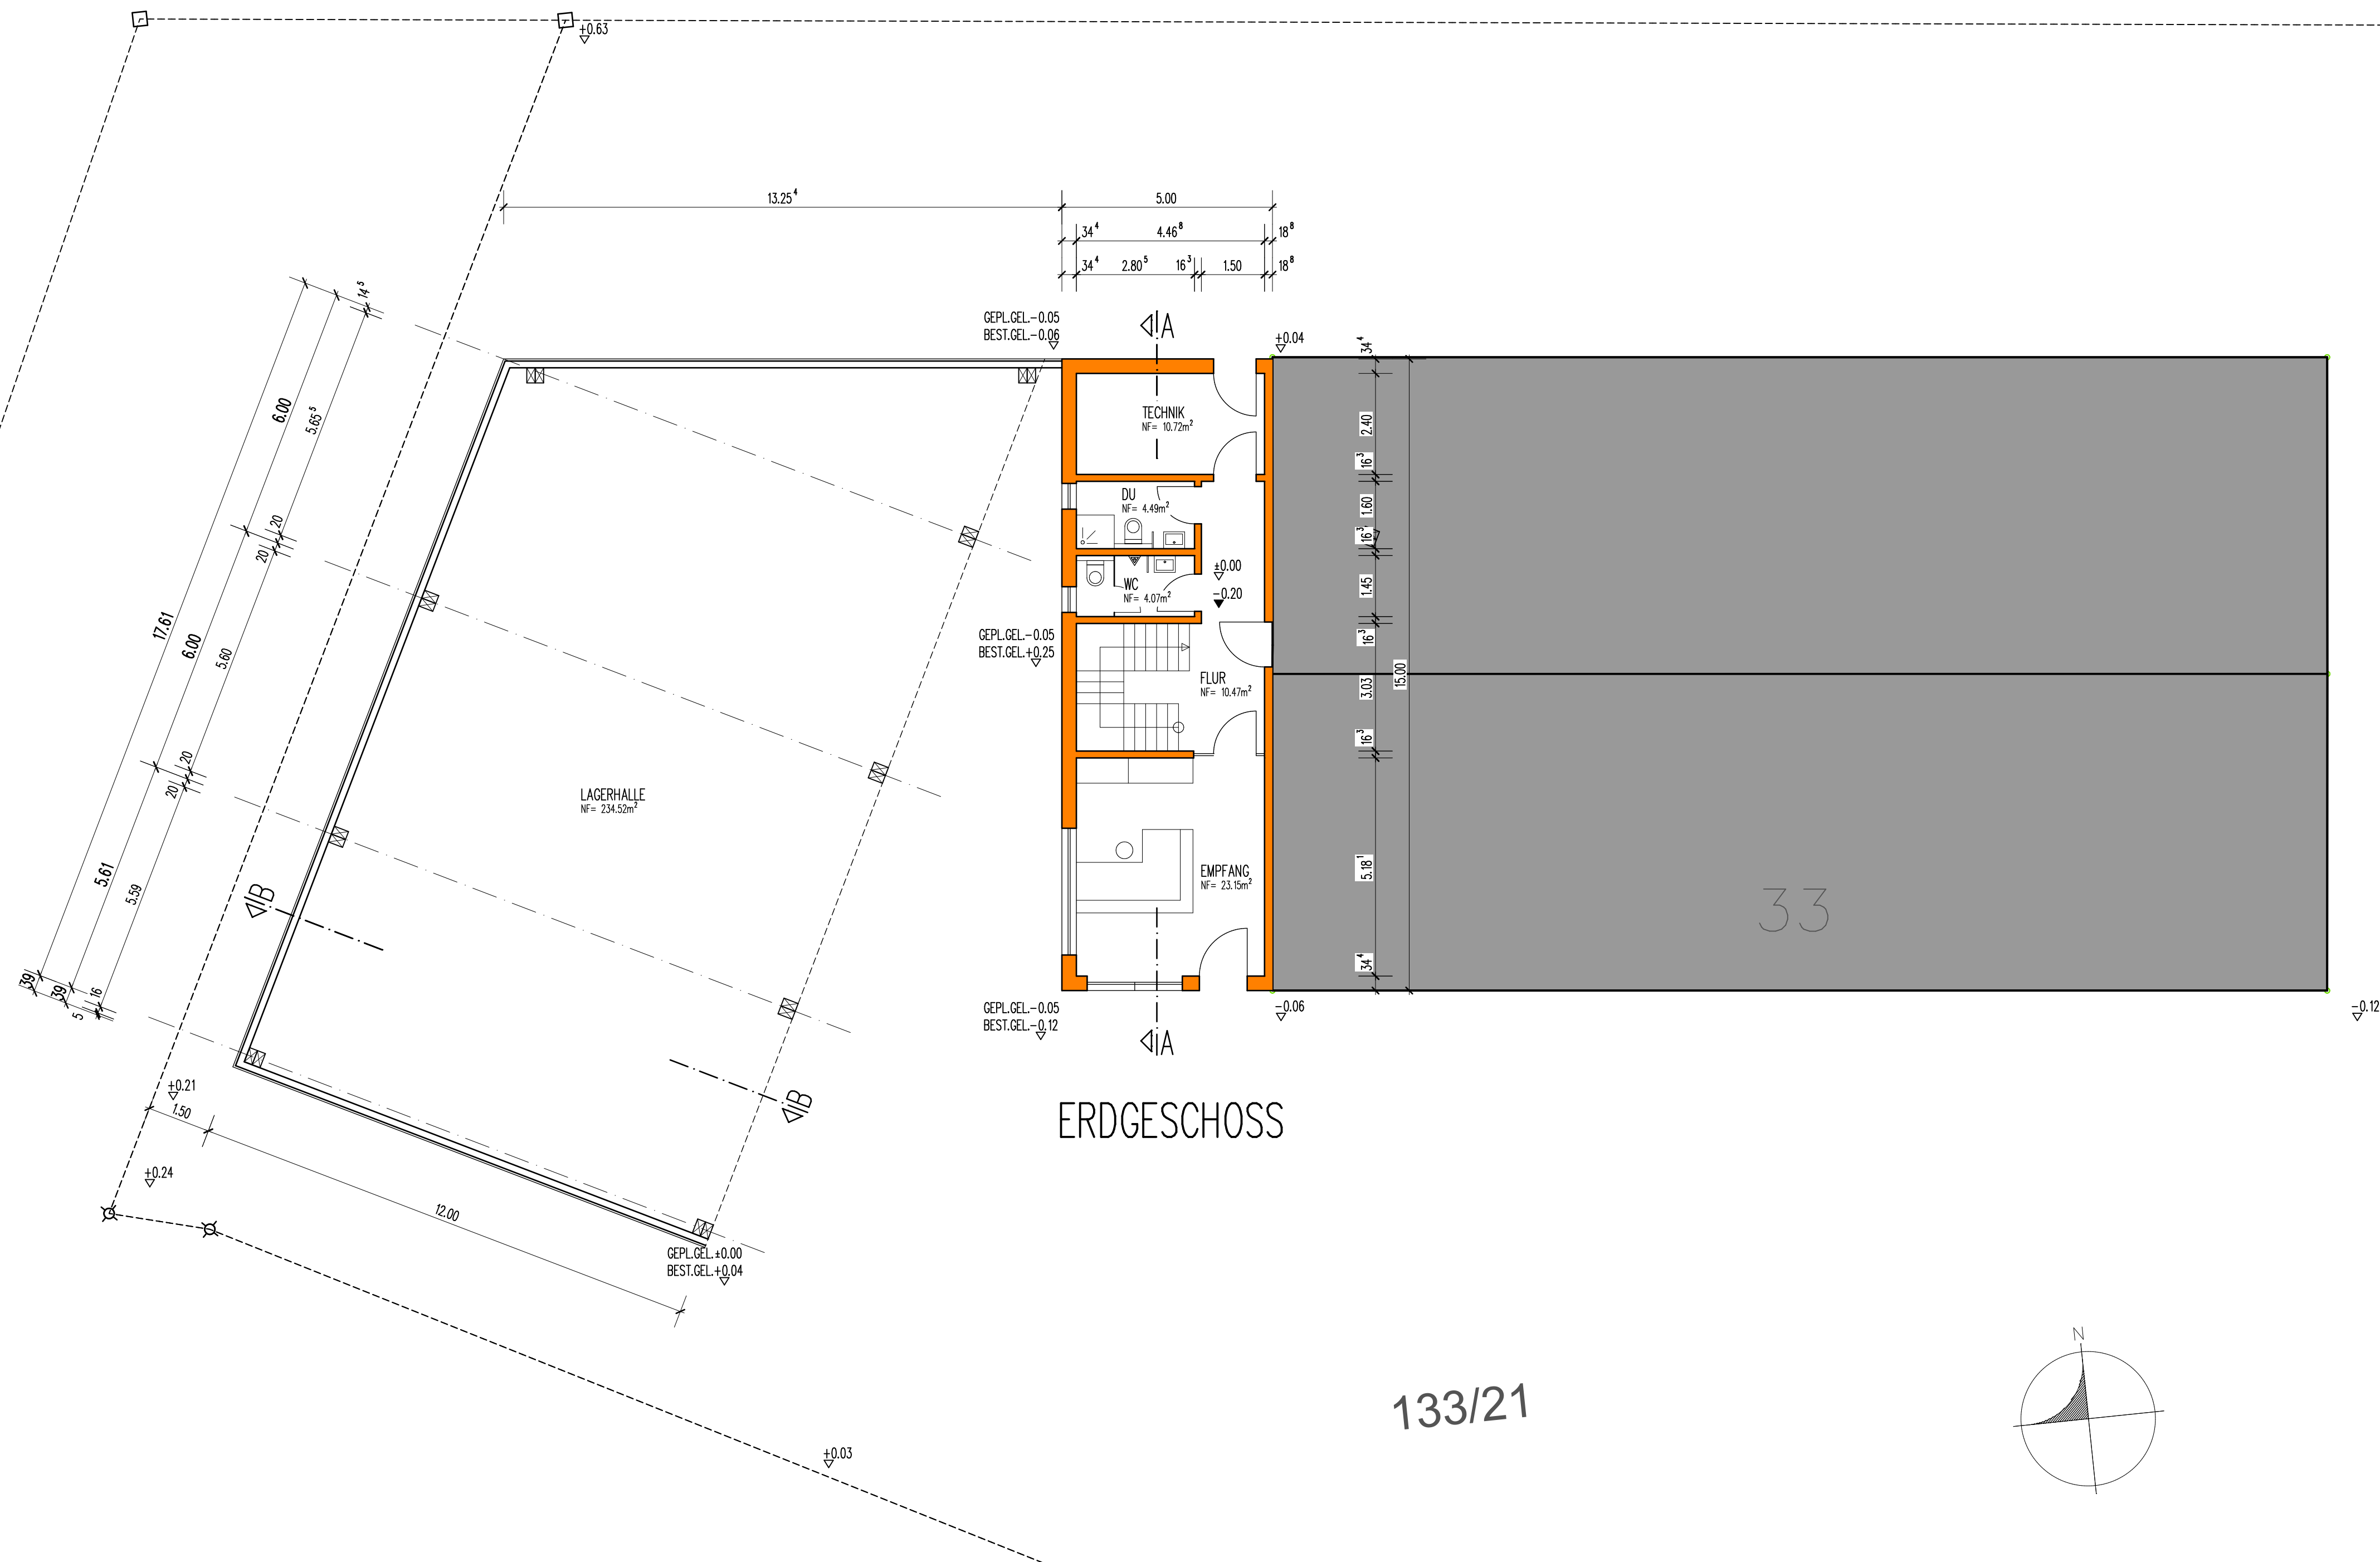 +0.63
13.25⁴
5.00
34⁴ 4.46⁸ 18⁸
34⁴ 2.80⁵ 16³ 1.50 18⁸
14⁵
6.00
5.65⁵
GEPL.GEL.-0.05
BEST.GEL.-0.06
A
+0.04
34⁴
TECHNIK
NF= 10.72m²
2.40
16³
DU
NF= 4.49m²
1.60
16³
20
20
WC
NF= 4.07m²
±0.00
-0.20
1.45
16³
17.61
6.00
5.60
GEPL.GEL.-0.05
BEST.GEL.+0.25
FLUR
NF= 10.47m²
3.03
15.00
16³
20
20
LAGERHALLE
NF= 234.52m²
5.61
5.59
EMPFANG
NF= 23.15m²
5.18¹
33
B
34⁴
39
39
16
5
GEPL.GEL.-0.05
BEST.GEL.-0.12
A
-0.06
-0.12
+0.21
1.50
B
ERDGESCHOSS
+0.24
12.00
GEPL.GEL.±0.00
BEST.GEL.+0.04
N
133/21
+0.03